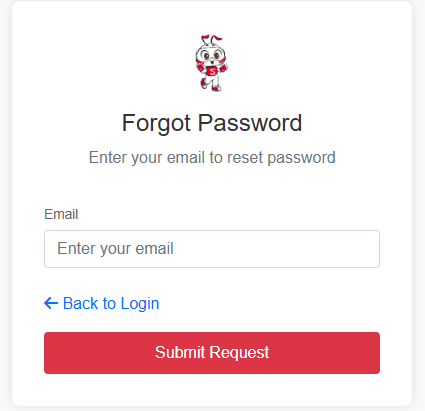 Forgot Password
Enter your email to reset password
Email
Enter your email
Back to Login
Submit Request